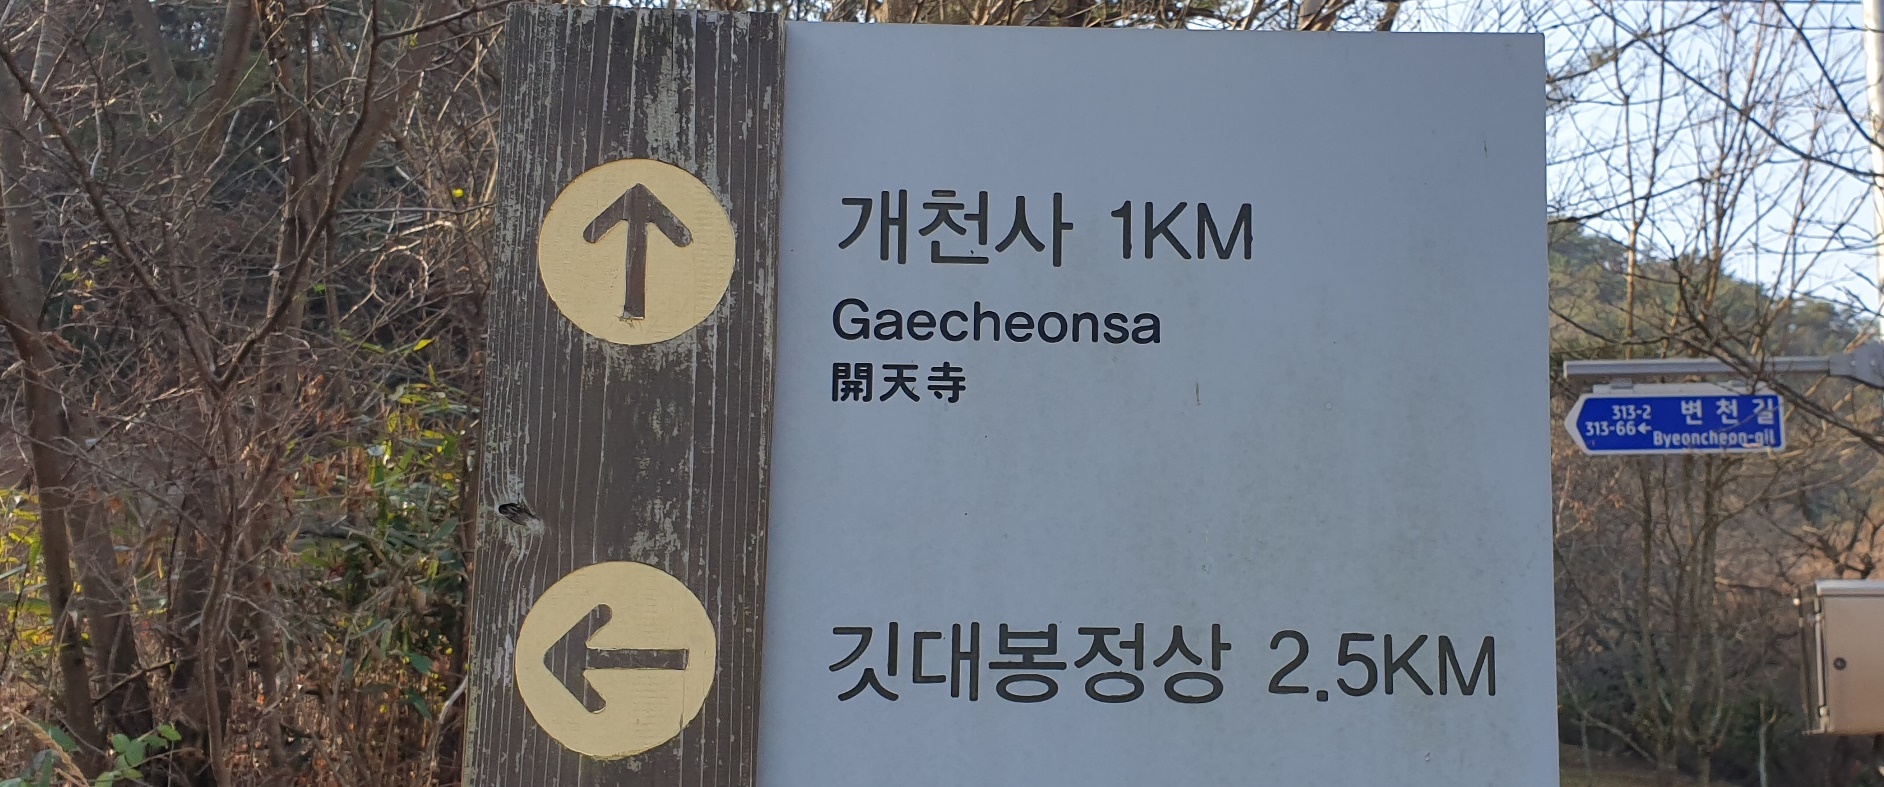 개천사 1KM
Gaecheonsa
開天寺
깃대봉정상 2.5KM
313-2 변천길
313-66← Byeoncheon-gil